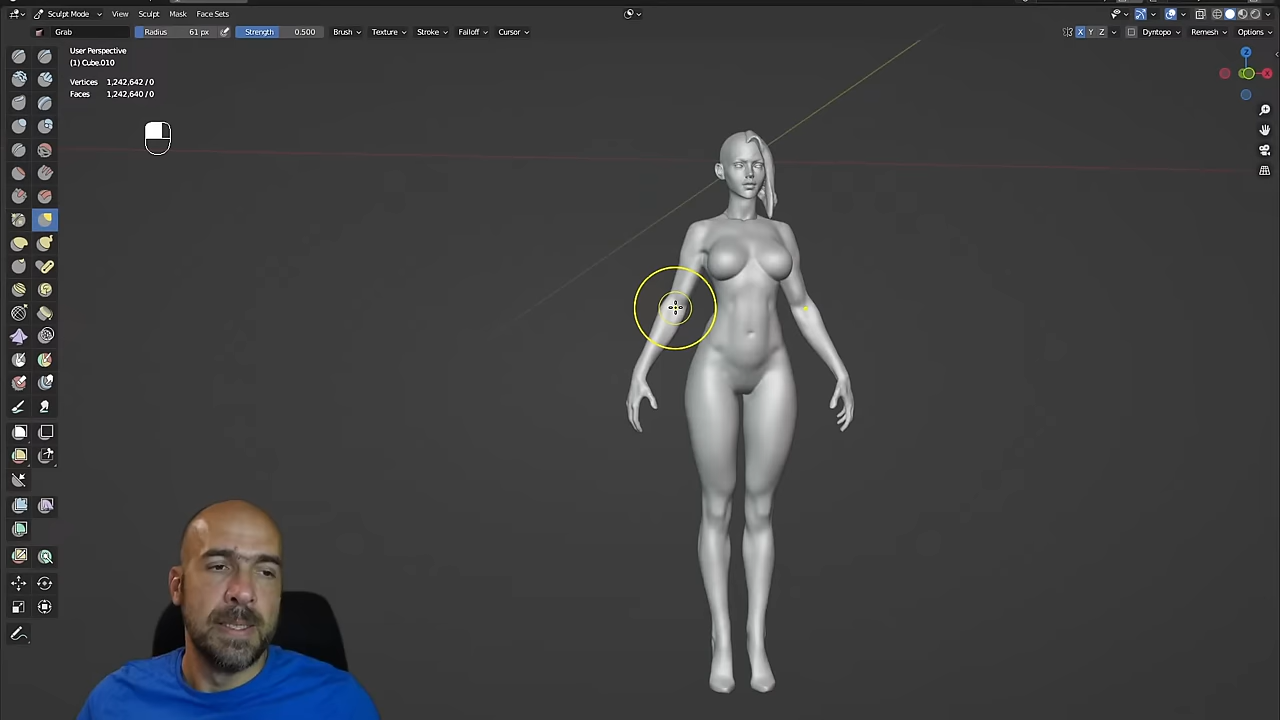 Sculpt Mode View Sculpt Mask Face Sets
Grab Radius 61 px Strength 0.500 Brush Texture Stroke Falloff Cursor X Y Z Dyntopo Remesh Options
User Perspective
(1) Cube.010
Vertices 1,242,642 / 0
Faces 1,242,640 / 0
Z
X